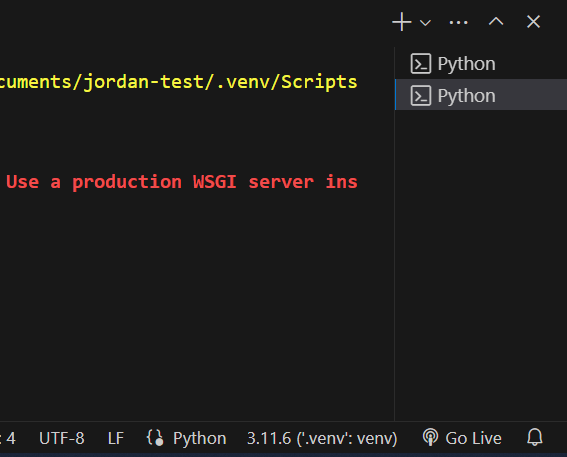 Python
cuments/jordan-test/.venv/Scripts
Python
Use a production WSGI server ins
: 4 UTF-8 LF {} Python 3.11.6 ('.venv': venv) Go Live